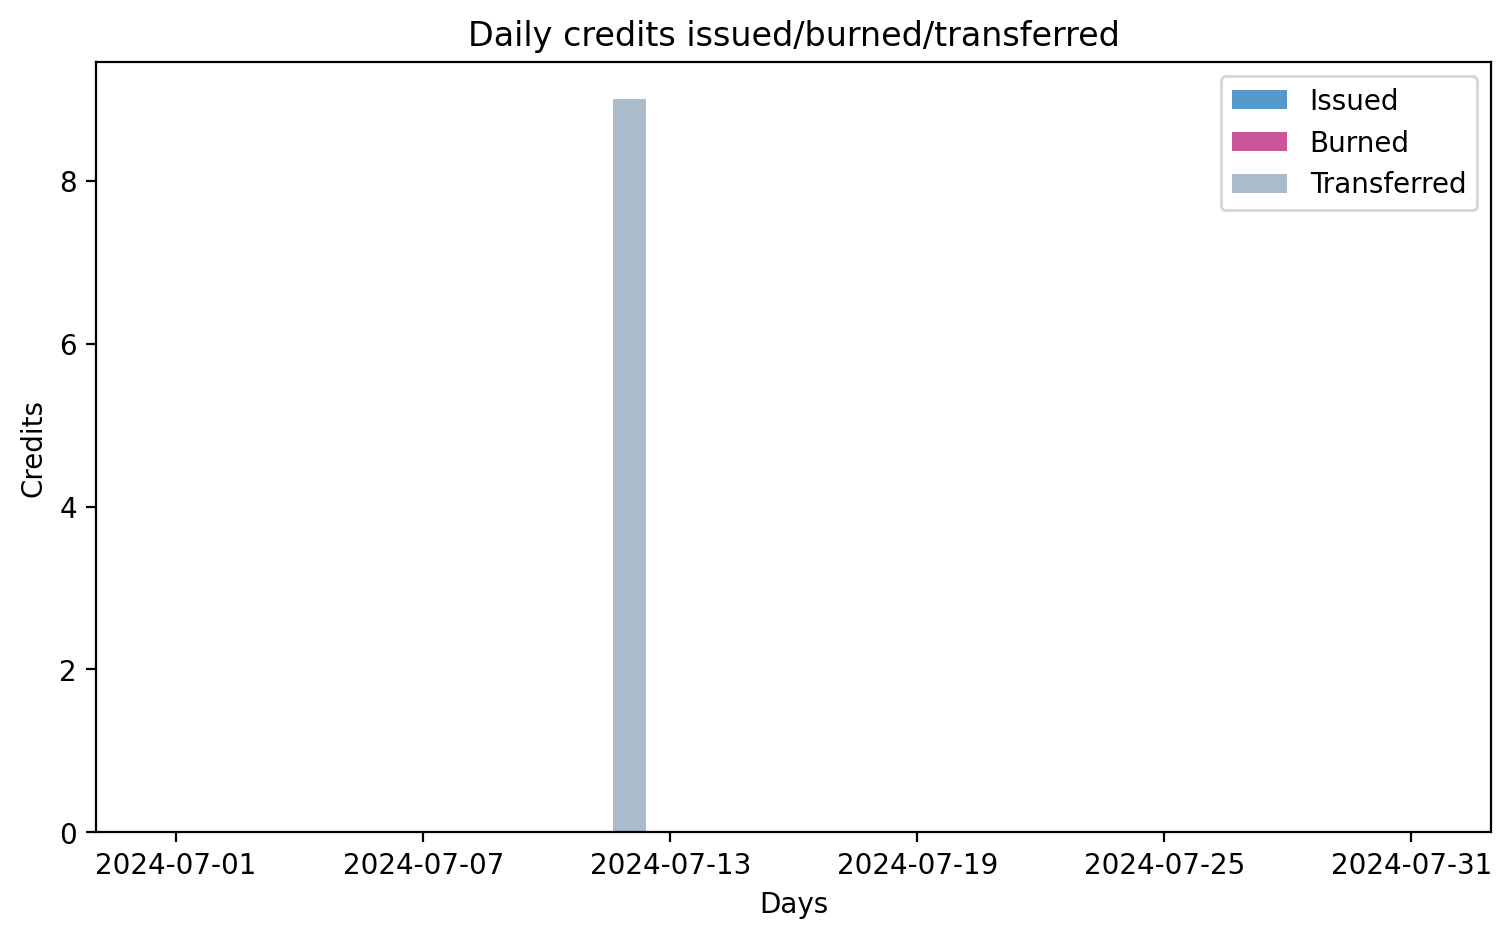 Daily credits issued/burned/transferred
Issued
Burned
Transferred
8
6
4
2
0
Credits
2024-07-01
2024-07-07
2024-07-13
2024-07-19
2024-07-25
2024-07-31
Days